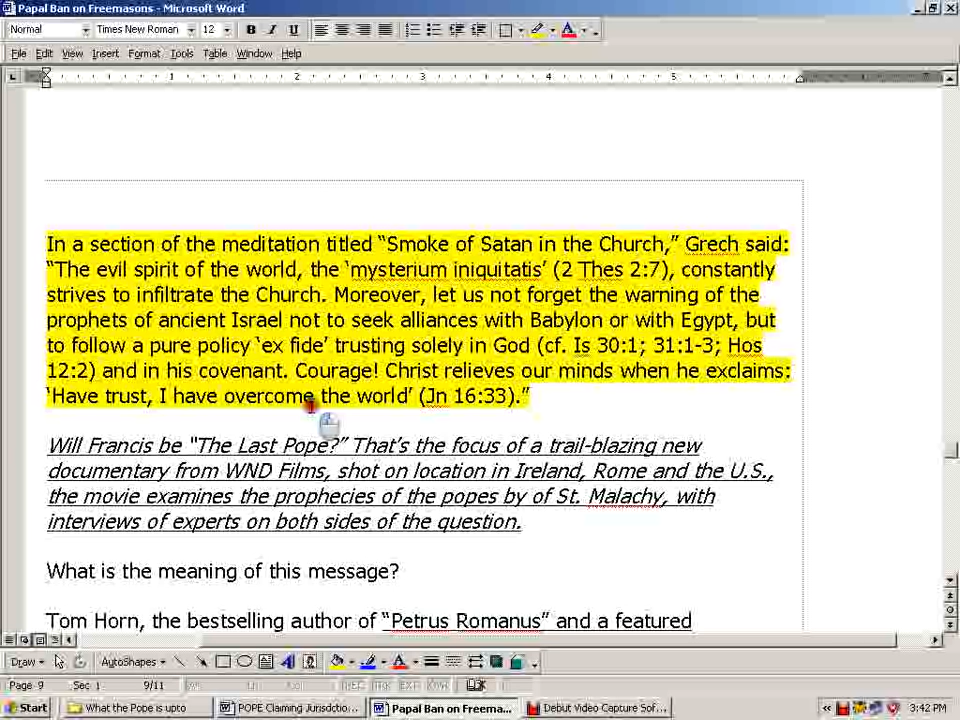 Papal Ban on Freemasons - Microsoft Word
Normal Times New Roman 12 B I U
File Edit View Insert Format Tools Table Window Help
1 2 3 4 5
In a section of the meditation titled “Smoke of Satan in the Church,” Grech said:
“The evil spirit of the world, the ‘mysterium iniquitatis’ (2 Thes 2:7), constantly
strives to infiltrate the Church. Moreover, let us not forget the warning of the
prophets of ancient Israel not to seek alliances with Babylon or with Egypt, but
to follow a pure policy ‘ex fide’ trusting solely in God (cf. Is 30:1; 31:1-3; Hos
12:2) and in his covenant. Courage! Christ relieves our minds when he exclaims:
‘Have trust, I have overcome the world’ (Jn 16:33).”
Will Francis be “The Last Pope?” That’s the focus of a trail-blazing new
documentary from WND Films, shot on location in Ireland, Rome and the U.S.,
the movie examines the prophecies of the popes by of St. Malachy, with
interviews of experts on both sides of the question.
What is the meaning of this message?
Tom Horn, the bestselling author of “Petrus Romanus” and a featured
Draw AutoShapes
Page 9 Sec 1 9/11 REC TRK EXT OVR
Start What the Pope is upto POPE Claiming Jurisdictio... Papal Ban on Freema... Debut Video Capture Sof... 3:42 PM